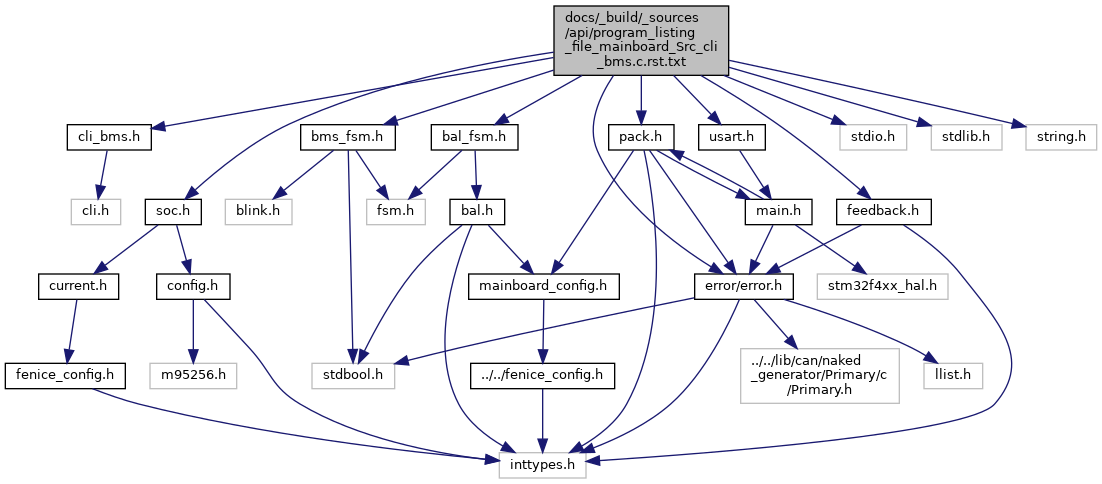 docs/_build/_sources
/api/program_listing
_file_mainboard_Src_cli
_bms.c.rst.txt
cli_bms.h
bms_fsm.h
bal_fsm.h
pack.h
usart.h
stdio.h
stdlib.h
string.h
cli.h
soc.h
blink.h
fsm.h
bal.h
main.h
feedback.h
current.h
config.h
mainboard_config.h
error/error.h
stm32f4xx_hal.h
fenice_config.h
m95256.h
stdbool.h
../../fenice_config.h
../../lib/can/naked
_generator/Primary/c
/Primary.h
llist.h
inttypes.h